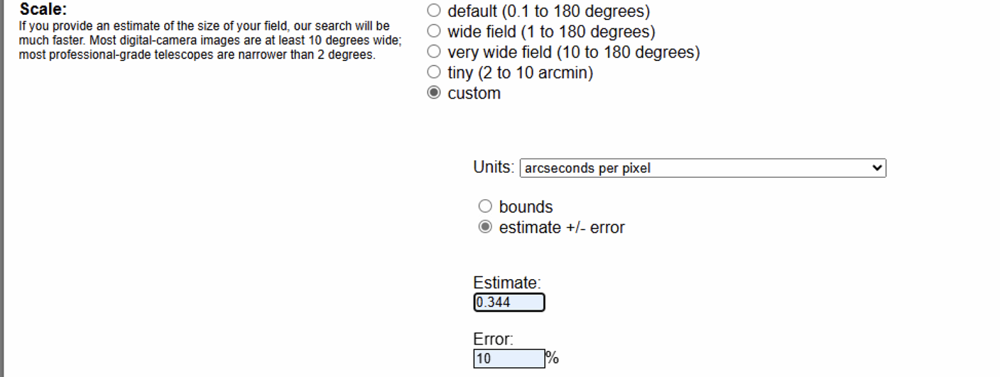 Scale:
If you provide an estimate of the size of your field, our search will be
much faster. Most digital-camera images are at least 10 degrees wide;
most professional-grade telescopes are narrower than 2 degrees.
default (0.1 to 180 degrees)
wide field (1 to 180 degrees)
very wide field (10 to 180 degrees)
tiny (2 to 10 arcmin)
custom
Units: arcseconds per pixel
bounds
estimate +/- error
Estimate:
0.344
Error:
10 %